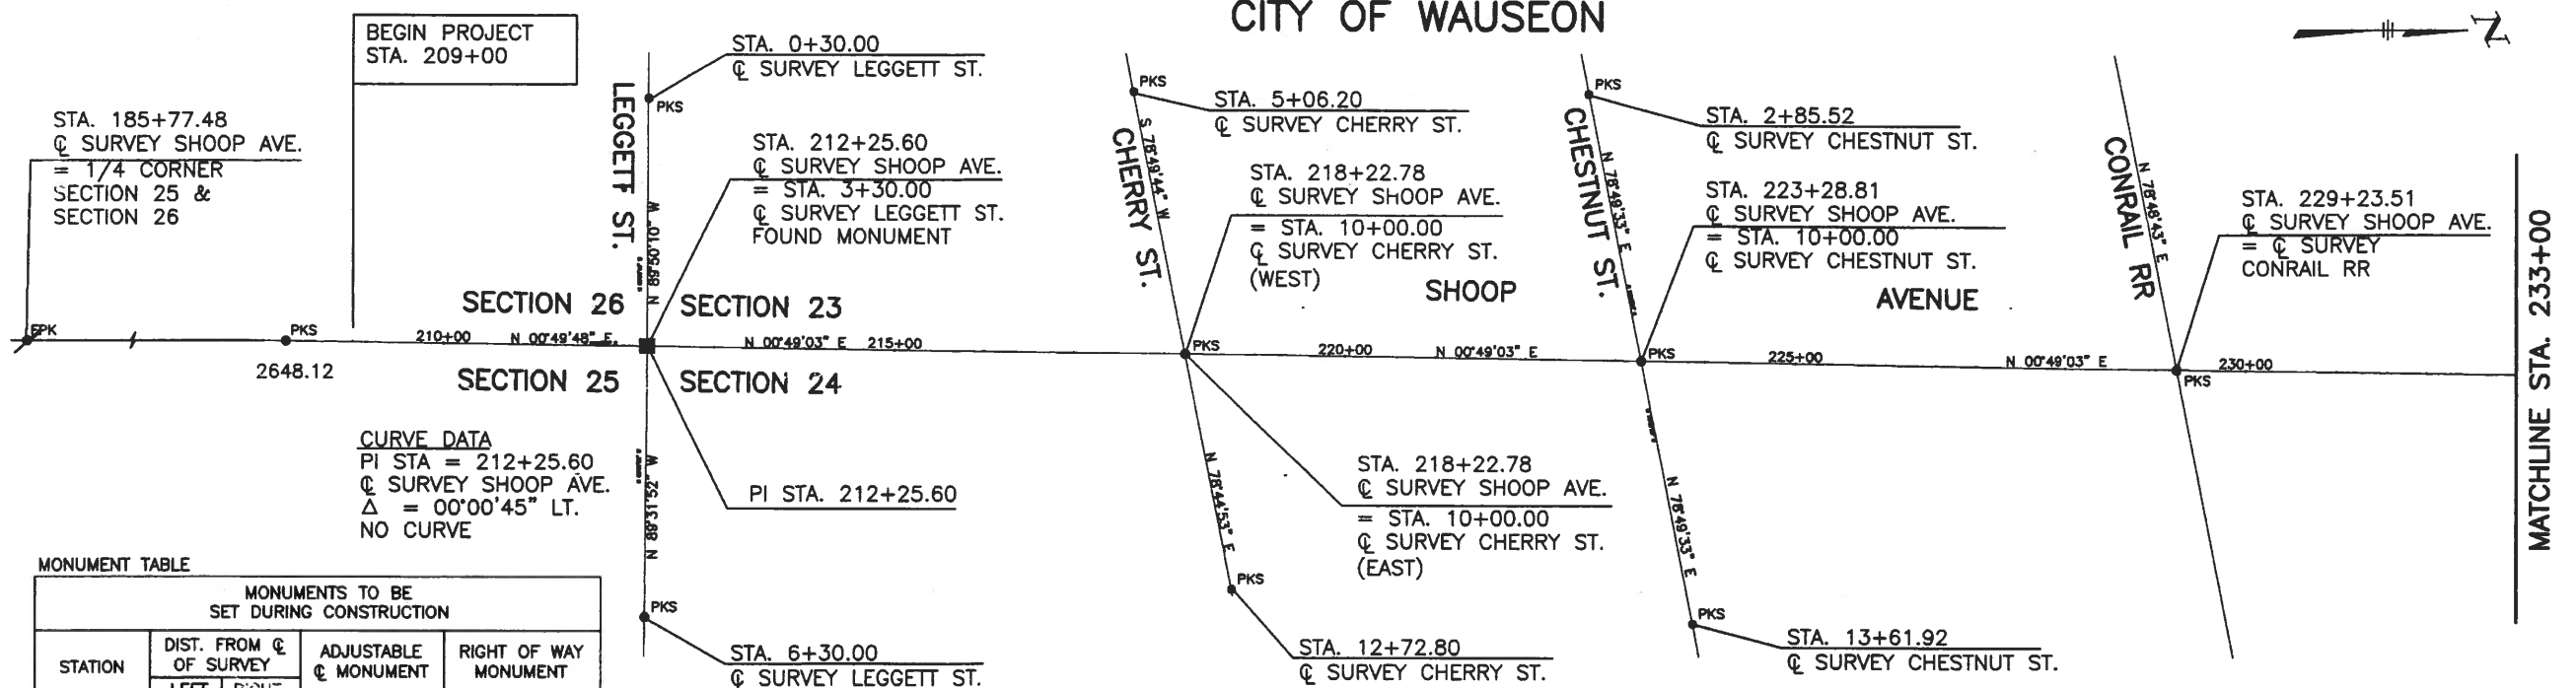 CITY OF WAUSEON
BEGIN PROJECT
STA. 209+00
STA. 185+77.48
℄ SURVEY SHOOP AVE.
= 1/4 CORNER
SECTION 25 &
SECTION 26
LEGGETT ST.
STA. 0+30.00
℄ SURVEY LEGGETT ST.
PKS
STA. 212+25.60
℄ SURVEY SHOOP AVE.
= STA. 3+30.00
℄ SURVEY LEGGETT ST.
FOUND MONUMENT
N 89°50'10" W
PKS
STA. 5+06.20
℄ SURVEY CHERRY ST.
S 78°49'44" W
CHERRY ST.
STA. 218+22.78
℄ SURVEY SHOOP AVE.
= STA. 10+00.00
℄ SURVEY CHERRY ST.
(WEST)
PKS
CHESTNUT ST.
N 78°49'33" E
STA. 2+85.52
℄ SURVEY CHESTNUT ST.
STA. 223+28.81
℄ SURVEY SHOOP AVE.
= STA. 10+00.00
℄ SURVEY CHESTNUT ST.
CONRAIL RR
N 78°48'43" E
STA. 229+23.51
℄ SURVEY SHOOP AVE.
= ℄ SURVEY
CONRAIL RR
N
MATCHLINE STA. 233+00
SECTION 26
SECTION 23
SHOOP
AVENUE
FPK
PKS
210+00
N 00°49'48" E
N 00°49'03" E
215+00
PKS
220+00
N 00°49'03" E
PKS
225+00
N 00°49'03" E
PKS
230+00
2648.12
SECTION 25
SECTION 24
CURVE DATA
PI STA = 212+25.60
℄ SURVEY SHOOP AVE.
Δ = 00°00'45" LT.
NO CURVE
N 89°31'52" W
PI STA. 212+25.60
PKS
STA. 6+30.00
℄ SURVEY LEGGETT ST.
N 78°44'53" E
PKS
STA. 12+72.80
℄ SURVEY CHERRY ST.
STA. 218+22.78
℄ SURVEY SHOOP AVE.
= STA. 10+00.00
℄ SURVEY CHERRY ST.
(EAST)
N 78°49'33" E
PKS
STA. 13+61.92
℄ SURVEY CHESTNUT ST.
MONUMENT TABLE
MONUMENTS TO BE
SET DURING CONSTRUCTION
STATION
DIST. FROM ℄
OF SURVEY
LEFT
RIGHT
ADJUSTABLE
℄ MONUMENT
RIGHT OF WAY
MONUMENT